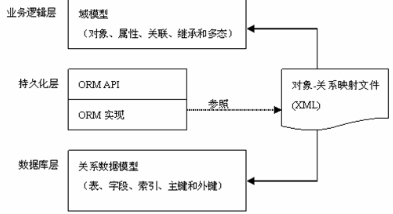 业务逻辑层
域模型
（对象、属性、关联、继承和多态）
持久化层
ORM API
ORM 实现
参照
对象-关系映射文件
(XML)
数据库层
关系数据模型
（表、字段、索引、主键和外键）